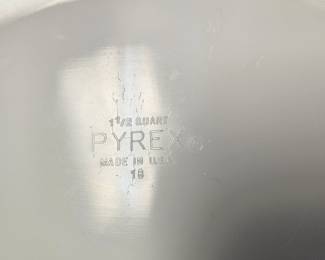 1 1/2 QUART
PYREX®
MADE IN U.S.A.
18